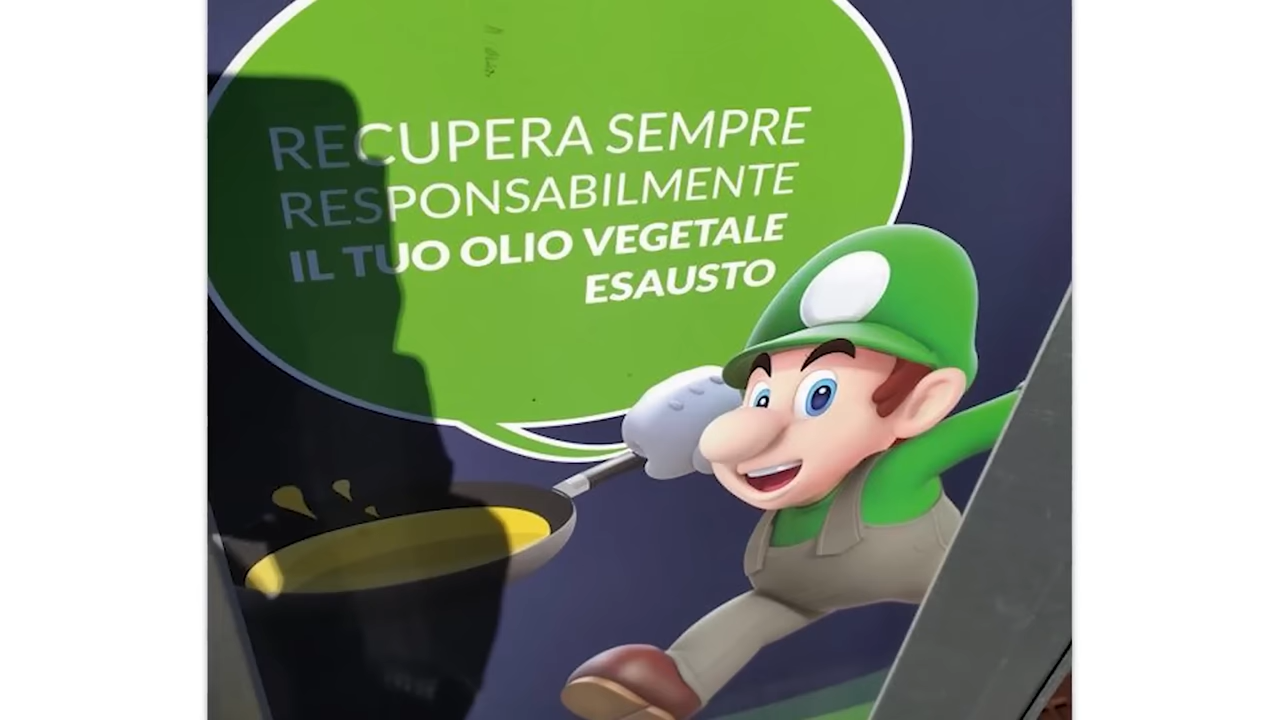 RECUPERA SEMPRE
RESPONSABILMENTE
IL TUO OLIO VEGETALE
ESAUSTO